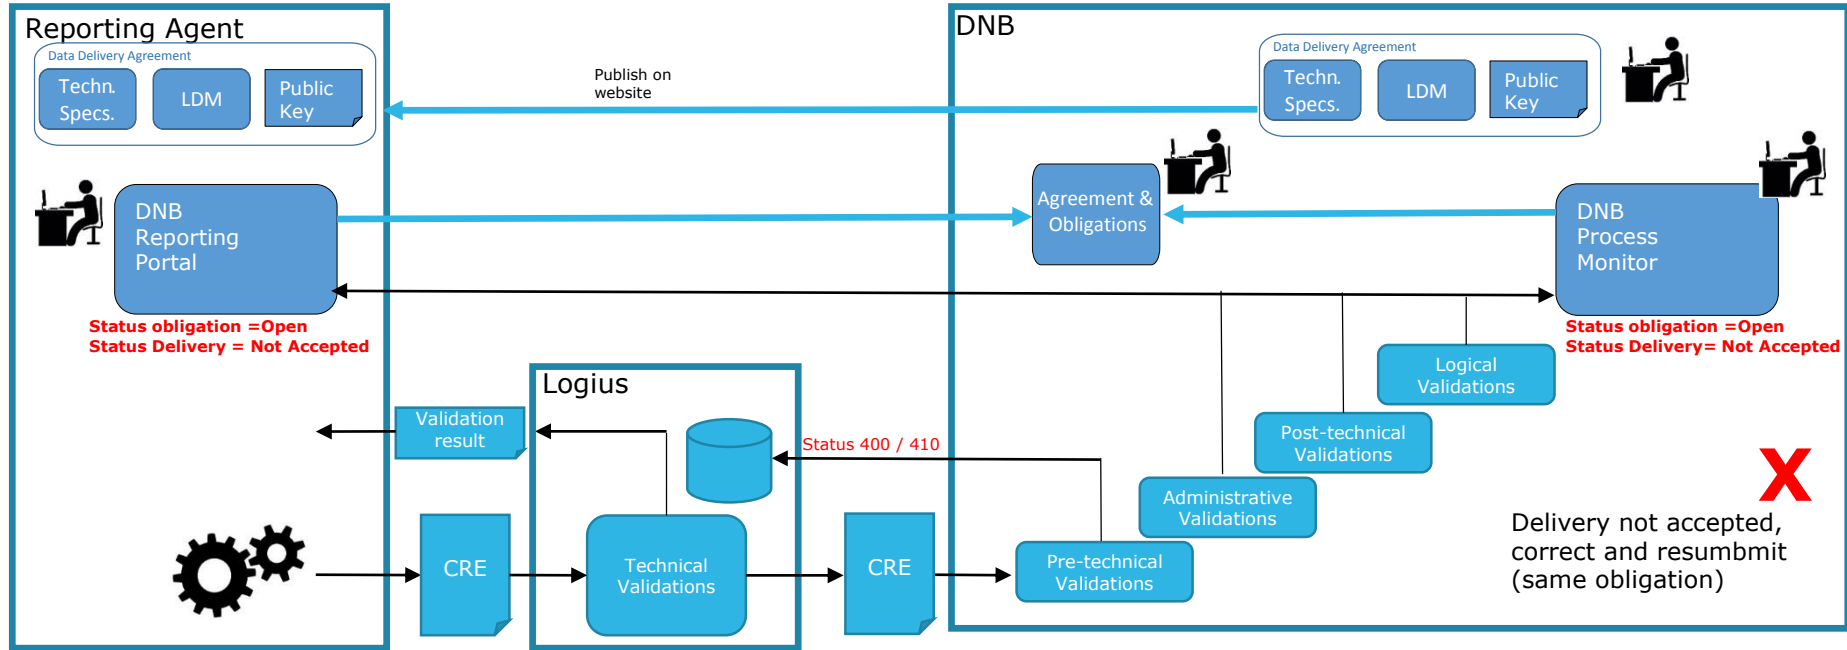 Reporting Agent
Data Delivery Agreement
Techn.
Specs.
LDM
Public
Key
Publish on
website
DNB
Data Delivery Agreement
Techn.
Specs.
LDM
Public
Key
DNB
Reporting
Portal
Agreement &
Obligations
DNB
Process
Monitor
Status obligation =Open
Status Delivery = Not Accepted
Status obligation =Open
Status Delivery= Not Accepted
Logical
Validations
Logius
Validation
result
Status 400 / 410
Post-technical
Validations
Administrative
Validations
X
Delivery not accepted,
correct and resumbmit
(same obligation)
CRE
Technical
Validations
CRE
Pre-technical
Validations